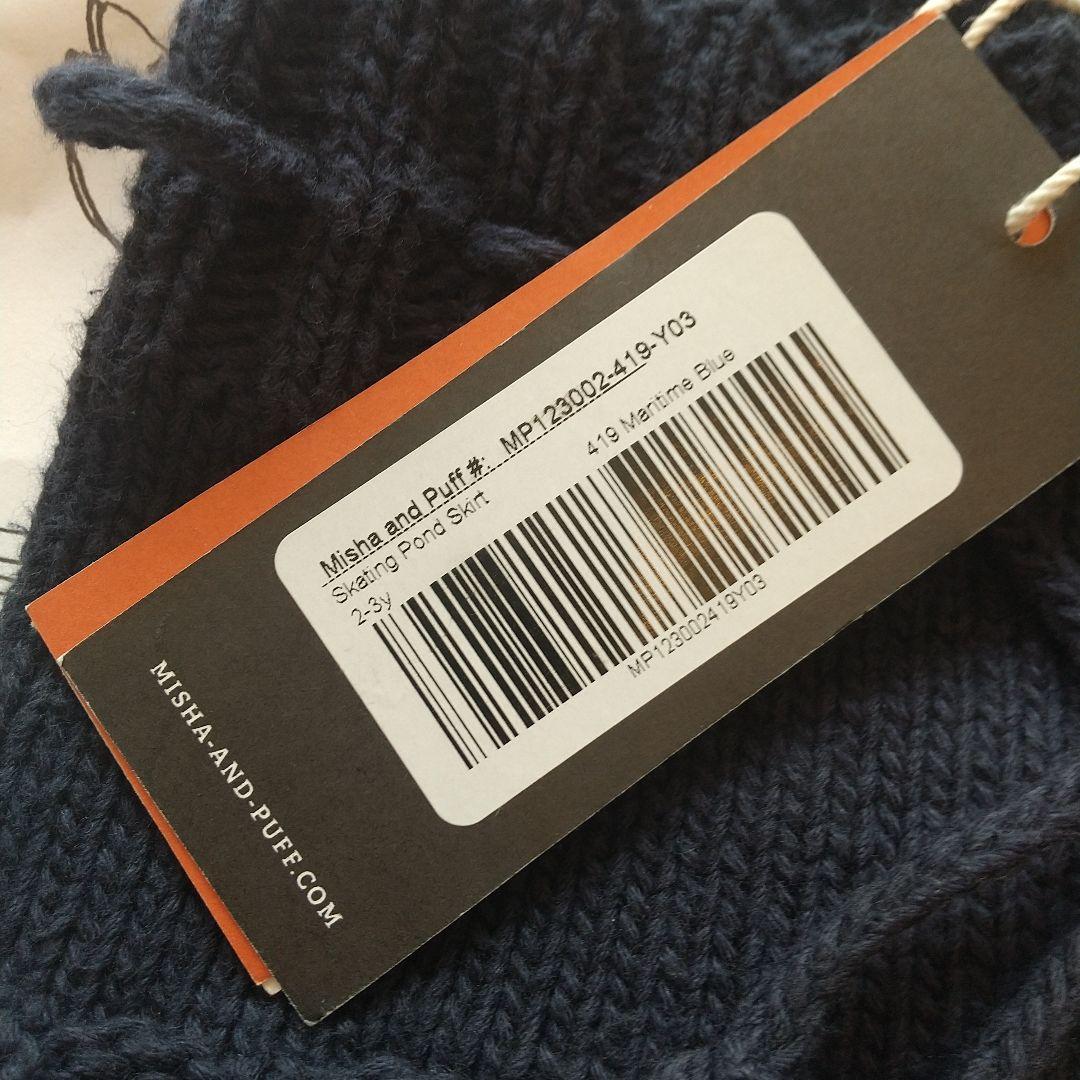 Misha and Puff #: MP123002-419-Y03
Skating Pond Skirt 419 Maritime Blue
2-3y
MP123002419Y03
MISHA-AND-PUFF.COM